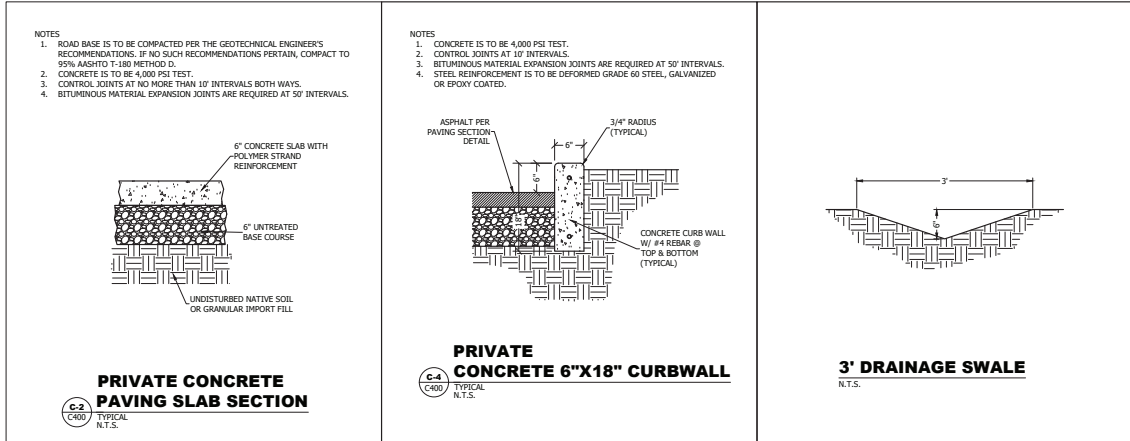 NOTES
1. ROAD BASE IS TO BE COMPACTED PER THE GEOTECHNICAL ENGINEER'S
RECOMMENDATIONS. IF NO SUCH RECOMMENDATIONS PERTAIN, COMPACT TO
95% AASHTO T-180 METHOD D.
2. CONCRETE IS TO BE 4,000 PSI TEST.
3. CONTROL JOINTS AT NO MORE THAN 10' INTERVALS BOTH WAYS.
4. BITUMINOUS MATERIAL EXPANSION JOINTS ARE REQUIRED AT 50' INTERVALS.
6" CONCRETE SLAB WITH
POLYMER STRAND
REINFORCEMENT
6" UNTREATED
BASE COURSE
UNDISTURBED NATIVE SOIL
OR GRANULAR IMPORT FILL
PRIVATE CONCRETE
PAVING SLAB SECTION
C-2
C400
TYPICAL
N.T.S.
NOTES
1. CONCRETE IS TO BE 4,000 PSI TEST.
2. CONTROL JOINTS AT 10' INTERVALS.
3. BITUMINOUS MATERIAL EXPANSION JOINTS ARE REQUIRED AT 50' INTERVALS.
4. STEEL REINFORCEMENT IS TO BE DEFORMED GRADE 60 STEEL, GALVANIZED
OR EPOXY COATED.
ASPHALT PER
PAVING SECTION
DETAIL
3/4" RADIUS
(TYPICAL)
6"
6"
18"
CONCRETE CURB WALL
W/ #4 REBAR @
TOP & BOTTOM
(TYPICAL)
PRIVATE
CONCRETE 6"X18" CURBWALL
C-4
C400
TYPICAL
N.T.S.
3'
6"
3' DRAINAGE SWALE
N.T.S.